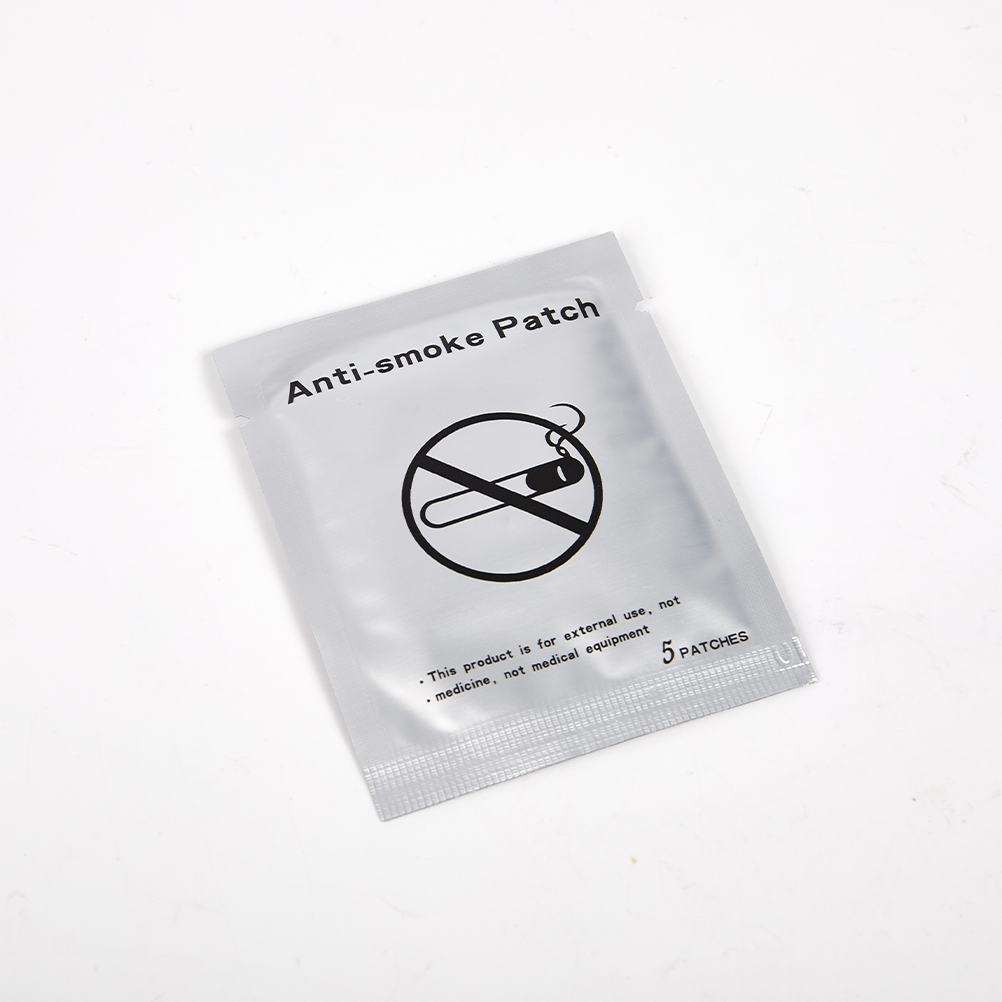 Anti-smoke Patch
· This product is for external use, not
· medicine, not medical equipment
5 PATCHES